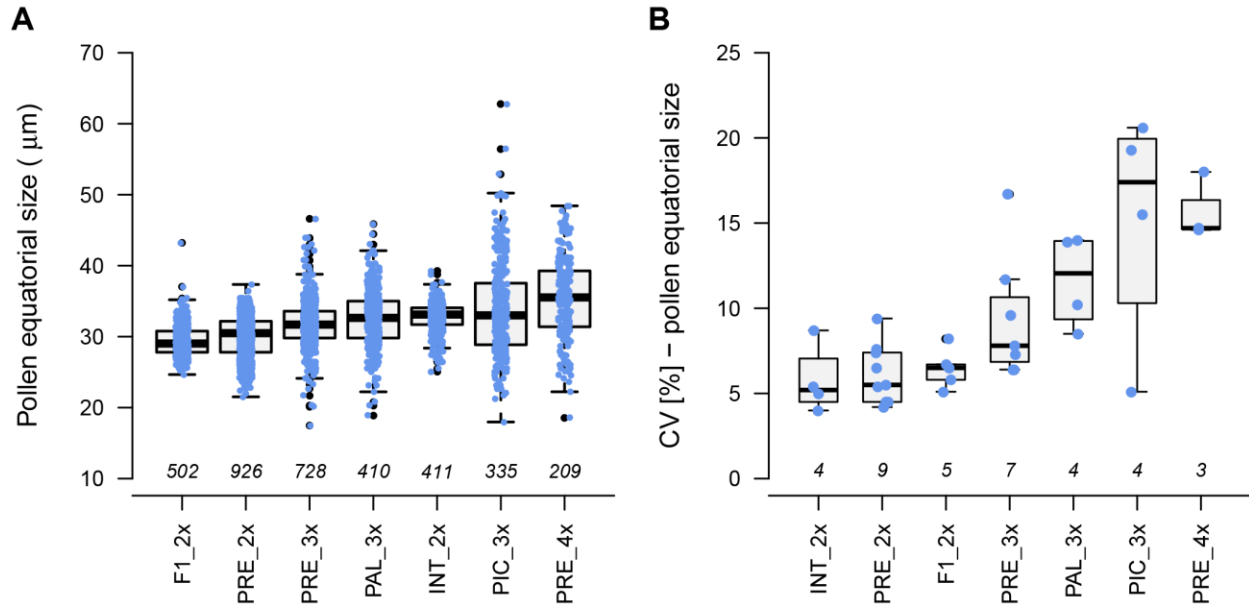 A
Pollen equatorial size ( μm)
70
60
50
40
30
20
10
502 926 728 410 411 335 209
F1_2x PRE_2x PRE_3x PAL_3x INT_2x PIC_3x PRE_4x
B
CV [%] − pollen equatorial size
25
20
15
10
5
0
4 9 5 7 4 4 3
INT_2x PRE_2x F1_2x PRE_3x PAL_3x PIC_3x PRE_4x